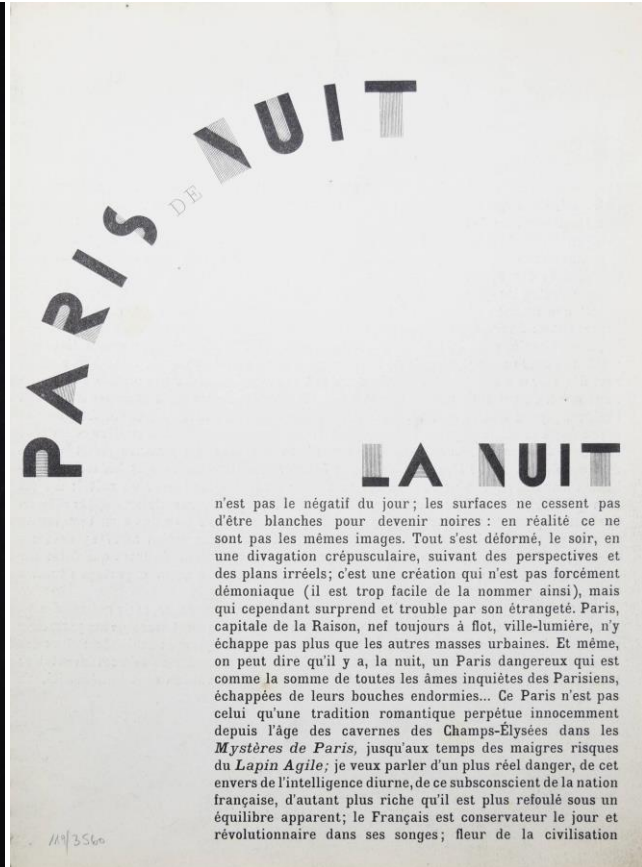 PARIS DE NUIT
LA NUIT
n'est pas le négatif du jour ; les surfaces ne cessent pas
d'être blanches pour devenir noires : en réalité ce ne
sont pas les mêmes images. Tout s'est déformé, le soir, en
une divagation crépusculaire, suivant des perspectives et
des plans irréels; c'est une création qui n'est pas forcément
démoniaque (il est trop facile de la nommer ainsi), mais
qui cependant surprend et trouble par son étrangeté. Paris,
capitale de la Raison, nef toujours à flot, ville-lumière, n'y
échappe pas plus que les autres masses urbaines. Et même,
on peut dire qu'il y a, la nuit, un Paris dangereux qui est
comme la somme de toutes les âmes inquiètes des Parisiens,
échappées de leurs bouches endormies... Ce Paris n'est pas
celui qu'une tradition romantique perpétue innocemment
depuis l'âge des cavernes des Champs-Élysées dans les
Mystères de Paris, jusqu'aux temps des maigres risques
du Lapin Agile; je veux parler d'un plus réel danger, de cet
envers de l'intelligence diurne, de ce subsconscient de la nation
française, d'autant plus riche qu'il est plus refoulé sous un
équilibre apparent; le Français est conservateur le jour et
révolutionnaire dans ses songes; fleur de la civilisation
119/3560